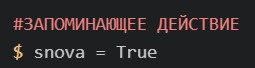 #ЗАПОМИНАЮЩЕЕ ДЕЙСТВИЕ
$ snova = True